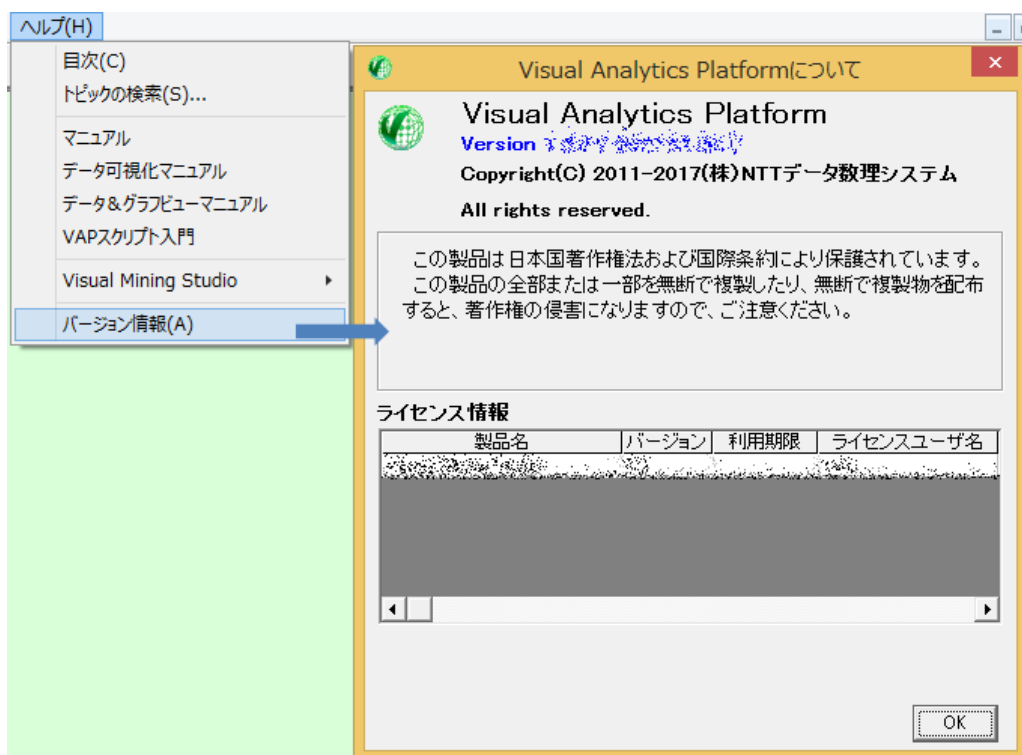 ヘルプ(H)
目次(C)
トピックの検索(S)...
マニュアル
データ可視化マニュアル
データ&グラフビューマニュアル
VAPスクリプト入門
Visual Mining Studio
バージョン情報(A)
Visual Analytics Platformについて
Visual Analytics Platform
Version
Copyright(C) 2011-2017(株)NTTデータ数理システム
All rights reserved.
この製品は日本国著作権法および国際条約により保護されています。
この製品の全部または一部を無断で複製したり、無断で複製物を配布
すると、著作権の侵害になりますので、ご注意ください。
ライセンス情報
製品名 バージョン 利用期限 ライセンスユーザ名
OK